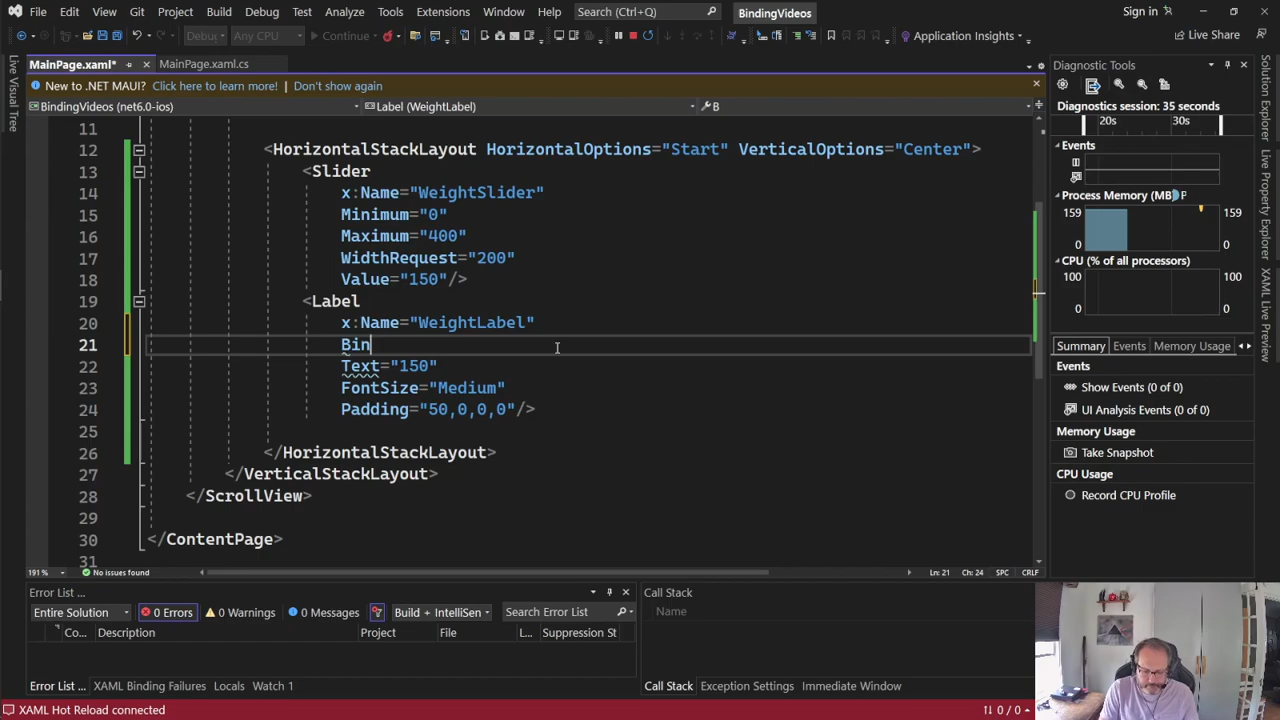 File Edit View Git Project Build Debug Test Analyze Tools Extensions Window Help Search (Ctrl+Q) BindingVideos Sign in
Debug Any CPU Continue Application Insights Live Share
Live Visual Tree
MainPage.xaml* MainPage.xaml.cs
New to .NET MAUI? Click here to learn more! Don't show again
BindingVideos (net6.0-ios) Label (WeightLabel) B
11
12 <HorizontalStackLayout HorizontalOptions="Start" VerticalOptions="Center">
13 <Slider
14 x:Name="WeightSlider"
15 Minimum="0"
16 Maximum="400"
17 WidthRequest="200"
18 Value="150"/>
19 <Label
20 x:Name="WeightLabel"
21 Bin
22 Text="150"
23 FontSize="Medium"
24 Padding="50,0,0,0"/>
25
26 </HorizontalStackLayout>
27 </VerticalStackLayout>
28 </ScrollView>
29
30 </ContentPage>
31
191 % No issues found Ln: 21 Ch: 24 SPC CRLF
Diagnostic Tools
Diagnostics session: 35 seconds
20s 30s
Events
Process Memory (MB) P
159 159
0 0
CPU (% of all processors)
100 100
0 0
Summary Events Memory Usage
Events
Show Events (0 of 0)
UI Analysis Events (0 of 0)
Memory Usage
Take Snapshot
CPU Usage
Record CPU Profile
Solution Explorer
Live Property Explorer
XAML Live Preview
Error List ...
Entire Solution 0 Errors 0 Warnings 0 Messages Build + IntelliSen Search Error List
Co... Description Project File L... Suppression St
Error List ... XAML Binding Failures Locals Watch 1
Call Stack
Name
Call Stack Exception Settings Immediate Window
XAML Hot Reload connected 0 / 0